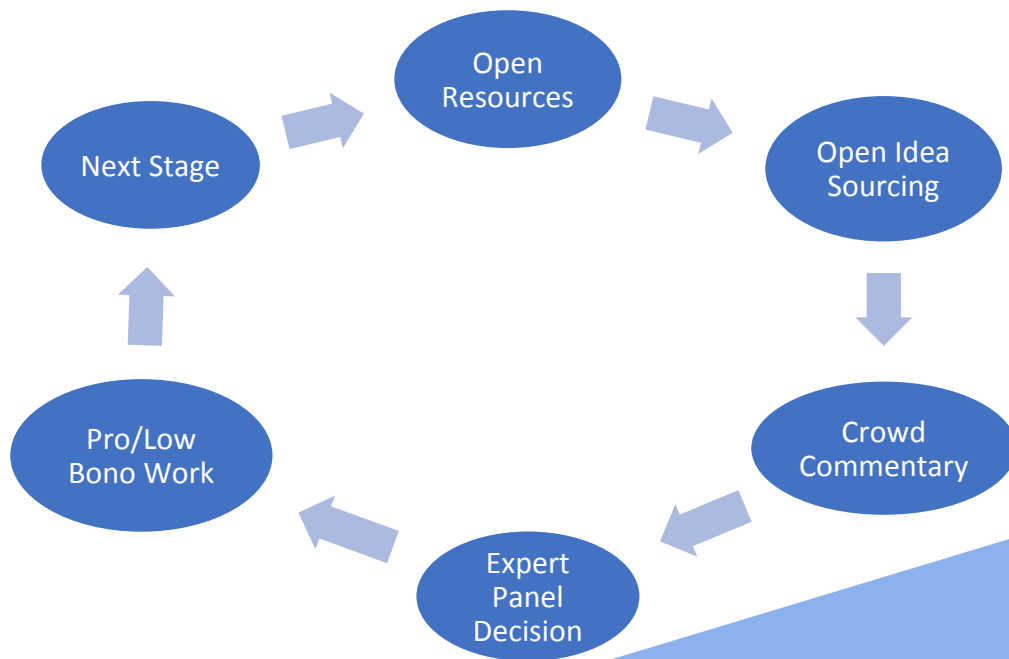 Open
Resources
Open Idea
Sourcing
Crowd
Commentary
Expert
Panel
Decision
Pro/Low
Bono Work
Next Stage